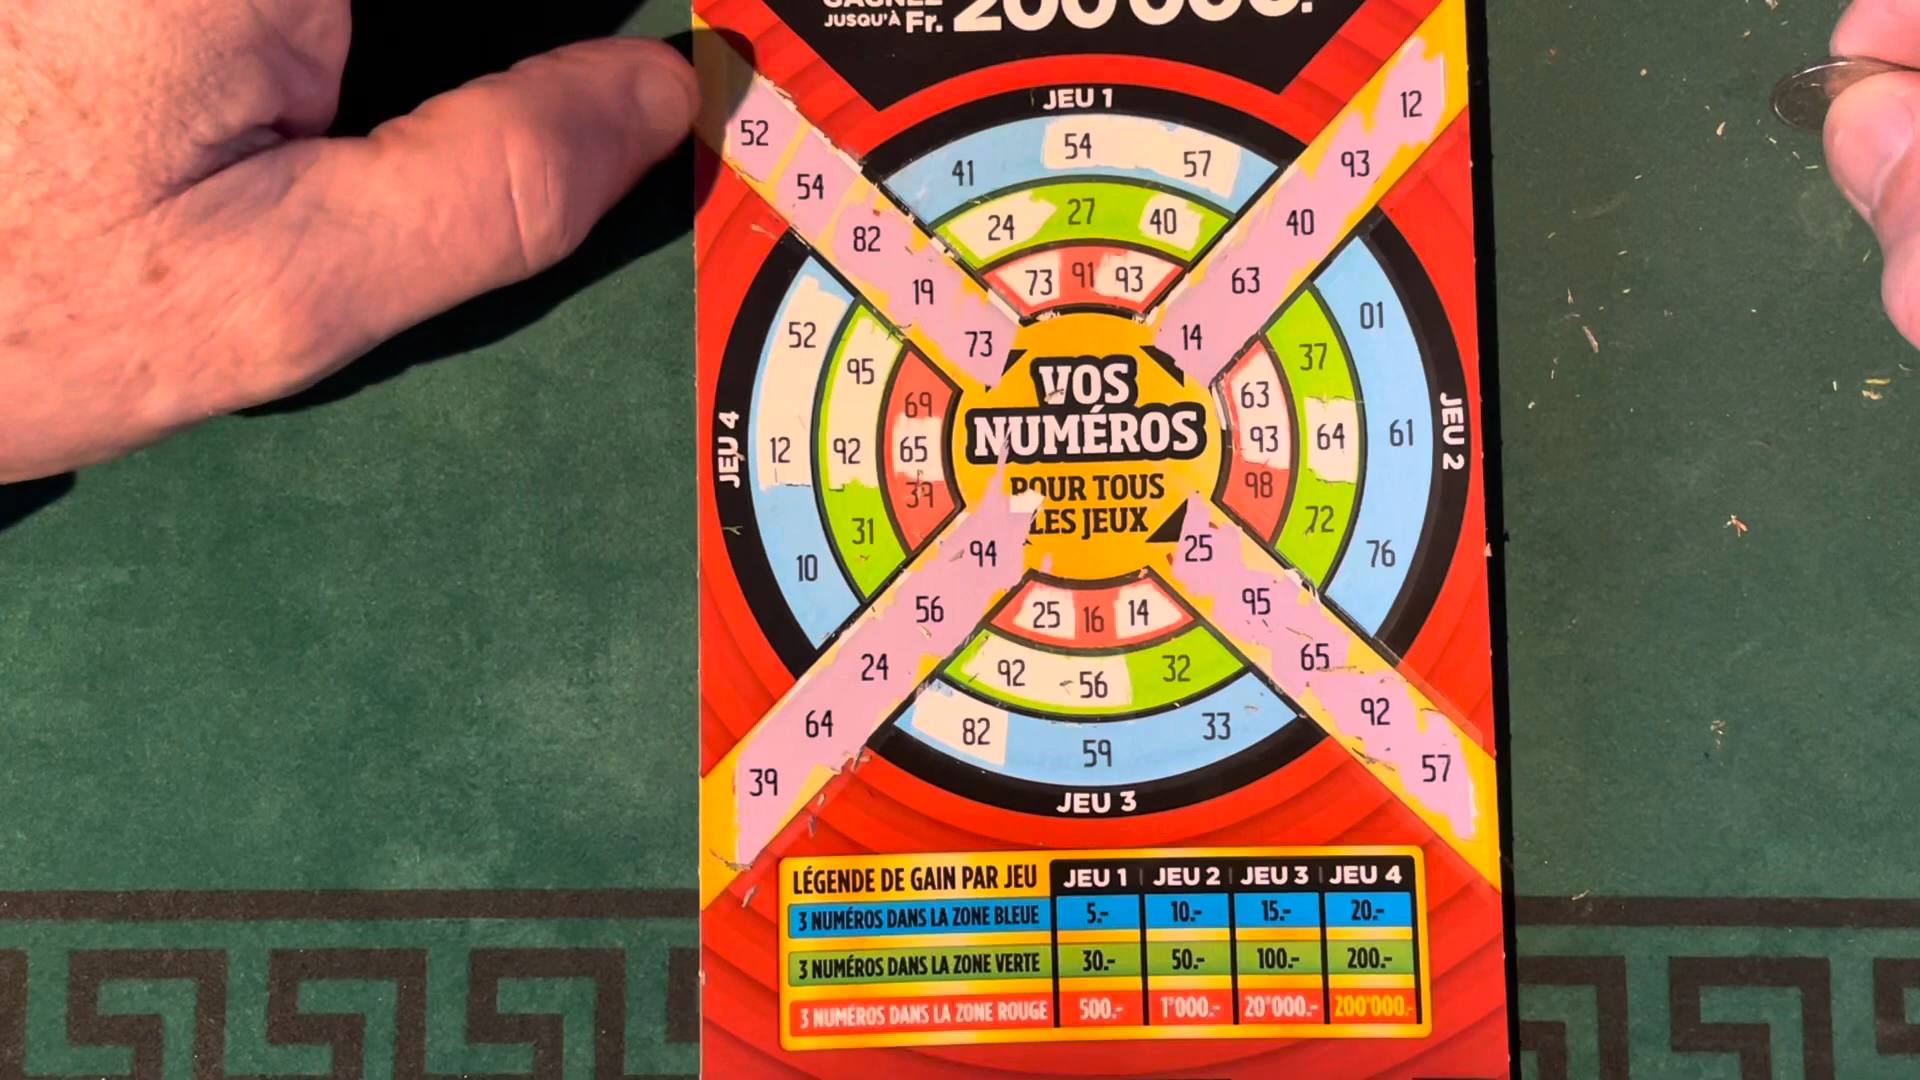 JUSQU'À Fr. 200'000.-
JEU 1
41 54 57
24 27 40
73 91 93
52
54
82
19
73
12
93
40
63
14
JEU 4
52 12 10
95 92 31
69 65 39
VOS
NUMÉROS
POUR TOUS
LES JEUX
63 93 98
37 64 72
01 61 76
JEU 2
94
56
24
64
39
25
95
65
92
57
25 16 14
92 56 32
82 59 33
JEU 3
LÉGENDE DE GAIN PAR JEU JEU 1 JEU 2 JEU 3 JEU 4
3 NUMÉROS DANS LA ZONE BLEUE 5.- 10.- 15.- 20.-
3 NUMÉROS DANS LA ZONE VERTE 30.- 50.- 100.- 200.-
3 NUMÉROS DANS LA ZONE ROUGE 500.- 1'000.- 20'000.- 200'000.-